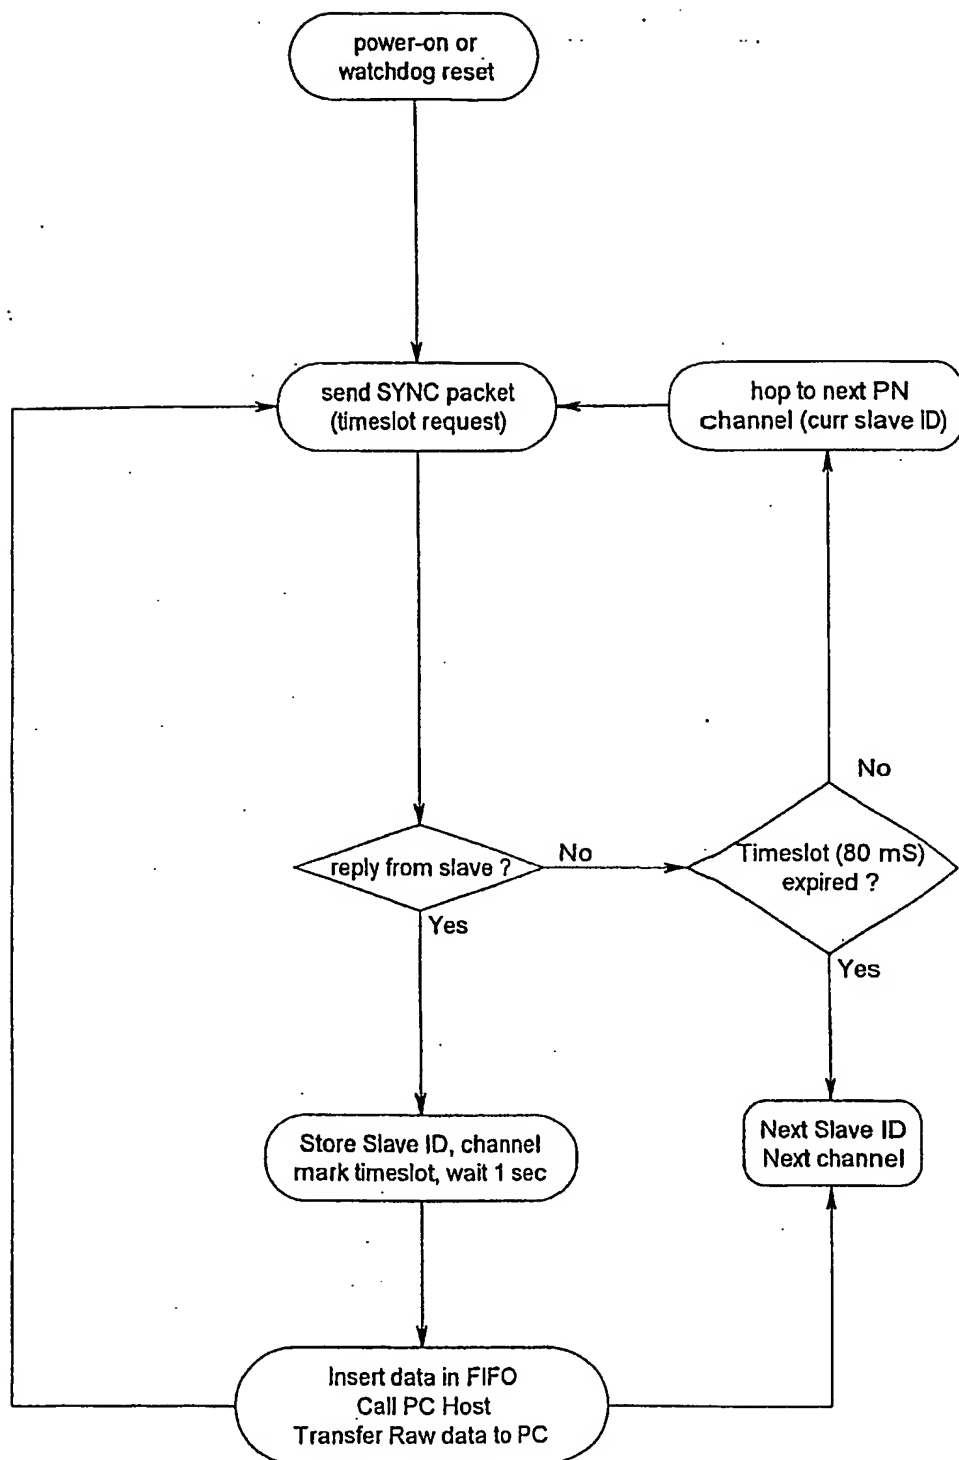 power-on or
watchdog reset
send SYNC packet
(timeslot request)
hop to next PN
channel (curr slave ID)
No
reply from slave ?
No
Timeslot (80 mS)
expired ?
Yes
Yes
Store Slave ID, channel
mark timeslot, wait 1 sec
Next Slave ID
Next channel
Insert data in FIFO
Call PC Host
Transfer Raw data to PC